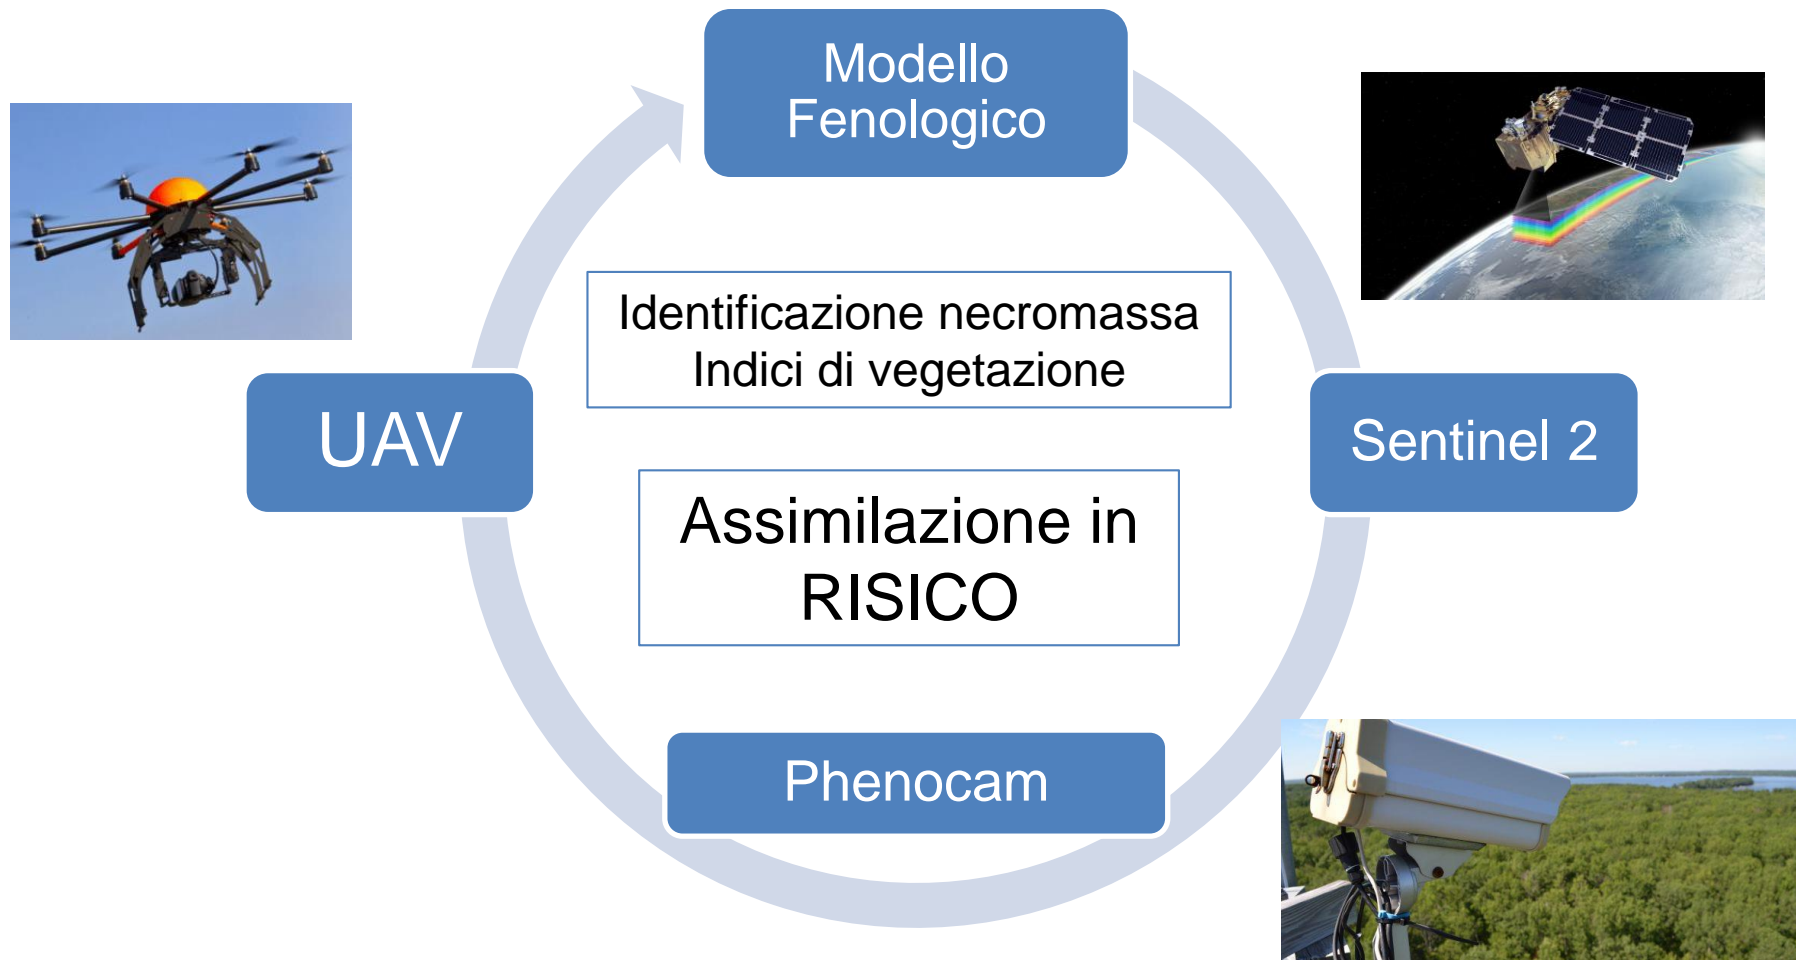 Modello
Fenologico
Identificazione necromassa
Indici di vegetazione
UAV
Sentinel 2
Assimilazione in
RISICO
Phenocam